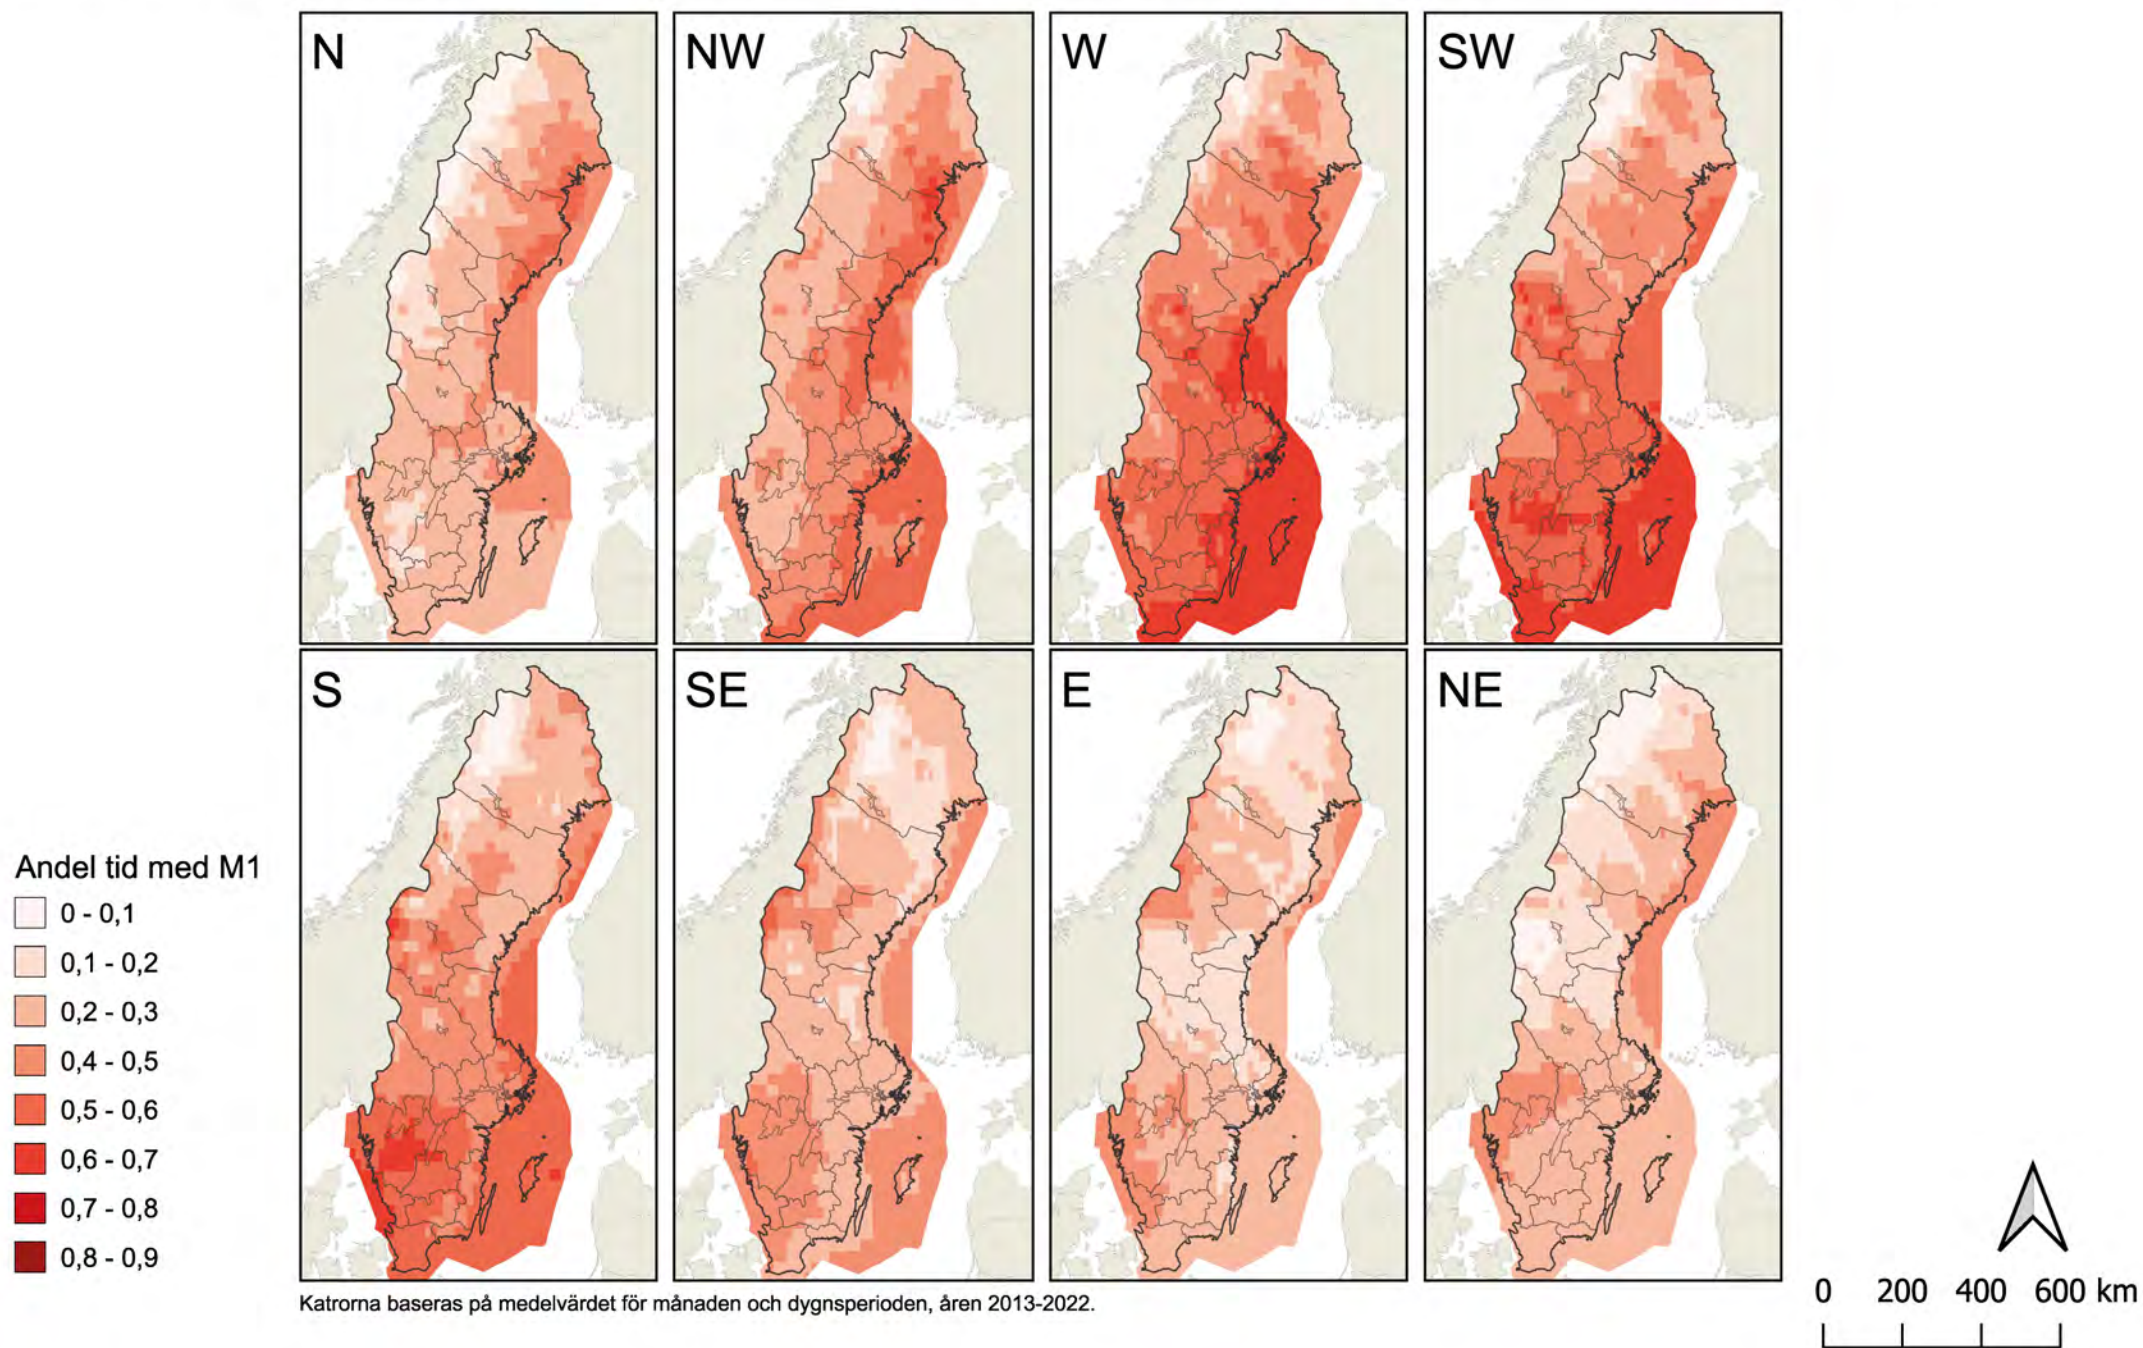 N
NW
W
SW
S
SE
E
NE
Andel tid med M1
0 - 0,1
0,1 - 0,2
0,2 - 0,3
0,4 - 0,5
0,5 - 0,6
0,6 - 0,7
0,7 - 0,8
0,8 - 0,9
Katrorna baseras på medelvärdet för månaden och dygnsperioden, åren 2013-2022.
0 200 400 600 km